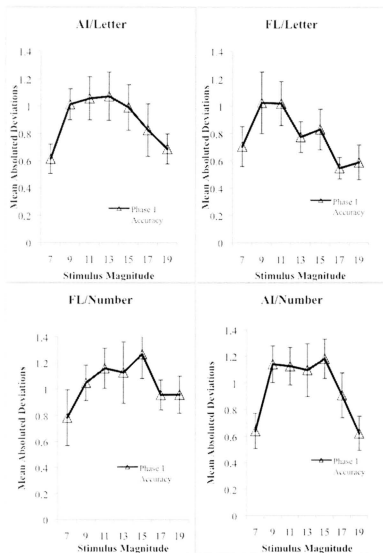 AI/Letter
Mean Absoluted Deviations
1.4
1.2
1
0.8
0.6
0.4
0.2
0
Phase 1
Accuracy
7 9 11 13 15 17 19
Stimulus Magnitude
FL/Letter
Mean Absoluted Deviations
1.4
1.2
1
0.8
0.6
0.4
0.2
0
Phase 1
Accuracy
7 9 11 13 15 17 19
Stimulus Magnitude
FL/Number
Mean Absoluted Deviations
1.4
1.2
1
0.8
0.6
0.4
0.2
0
Phase 1
Accuracy
7 9 11 13 15 17 19
Stimulus Magnitude
AI/Number
Mean Absoluted Deviations
1.4
1.2
1
0.8
0.6
0.4
0.2
0
Phase 1
Accuracy
7 9 11 13 15 17 19
Stimulus Magnitude